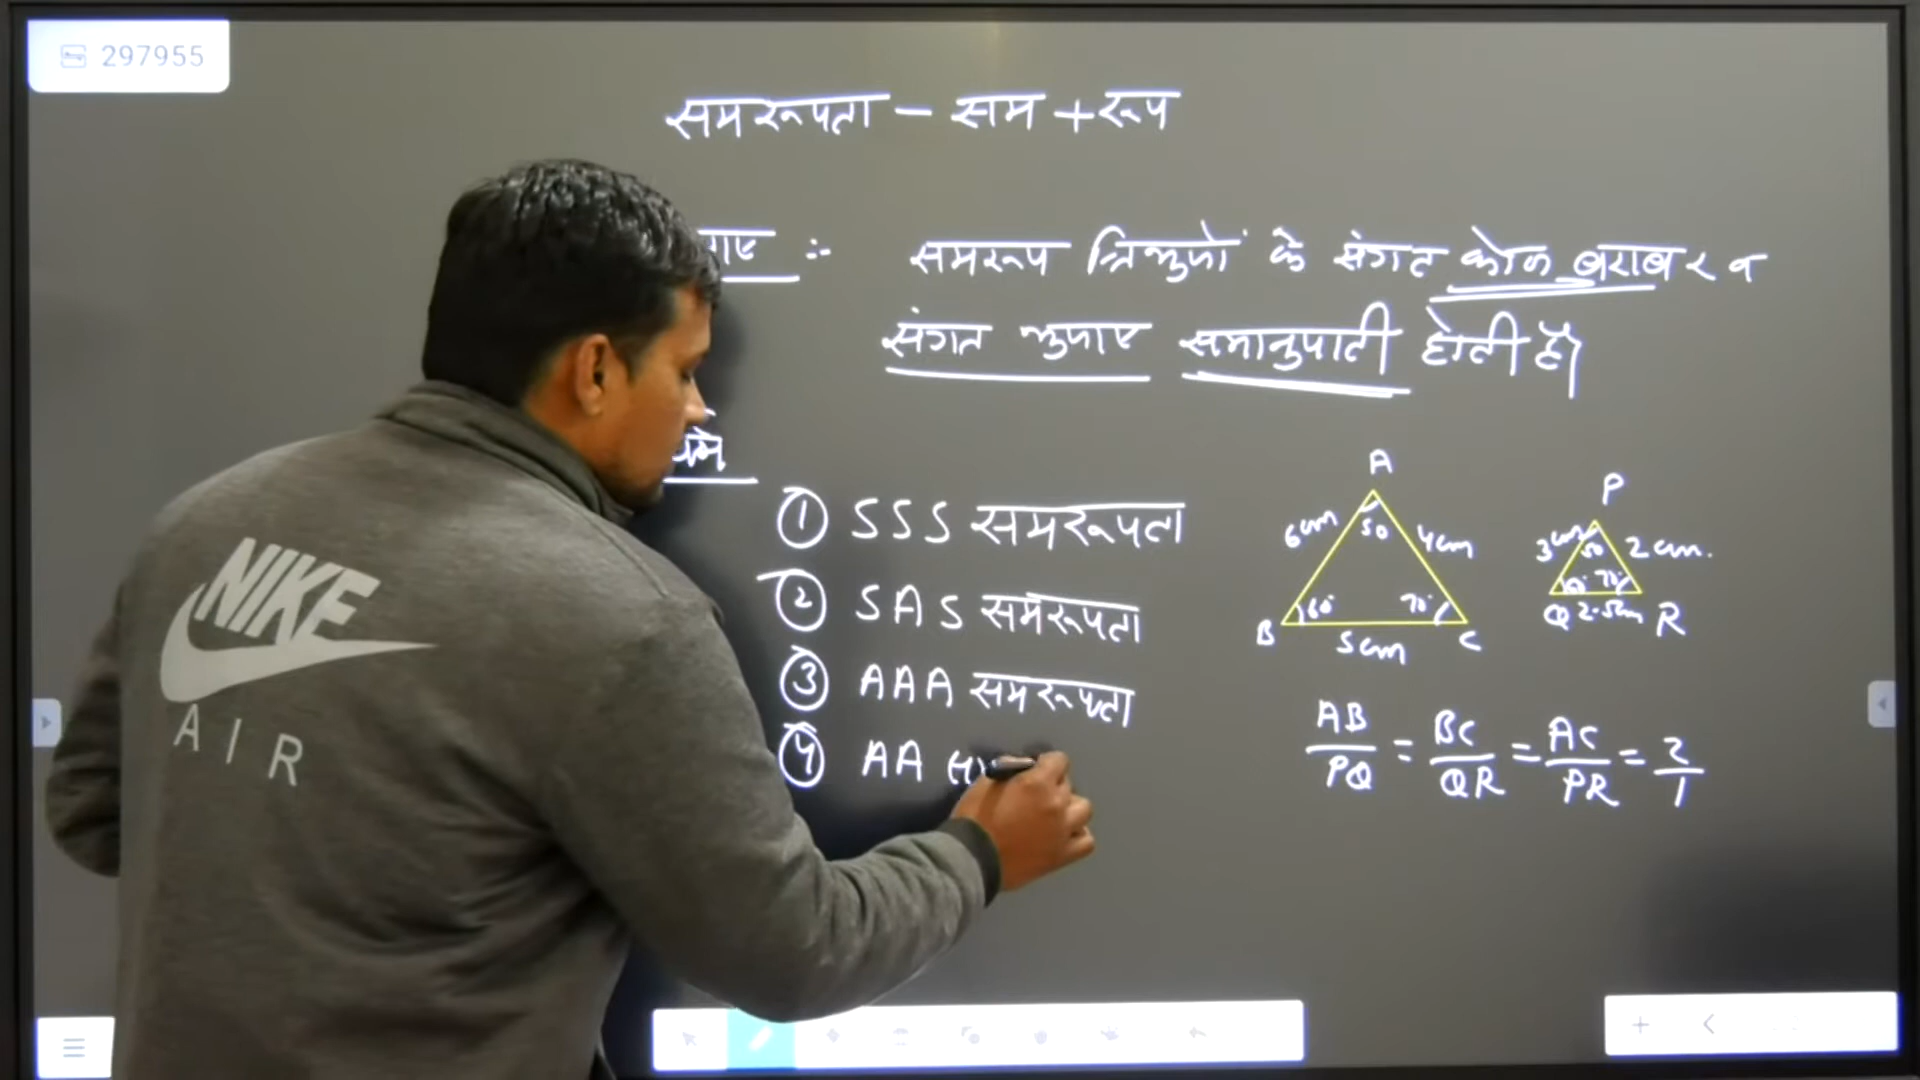 297955
समरूपता - सम + रूप
:- समरूप त्रिभुजों के संगत कोण बराबर व
संगत भुजाए समानुपाती होती है।
① SSS समरूपता
② SAS समरूपता
③ AAA समरूपता
④ AA
A
6cm 50 4cm
60° 70°
B 5cm C
P
3cm 50 2cm.
60° 70°
Q 2.5cm R
AB/PQ = BC/QR = AC/PR = 2/1
NIKE
AIR